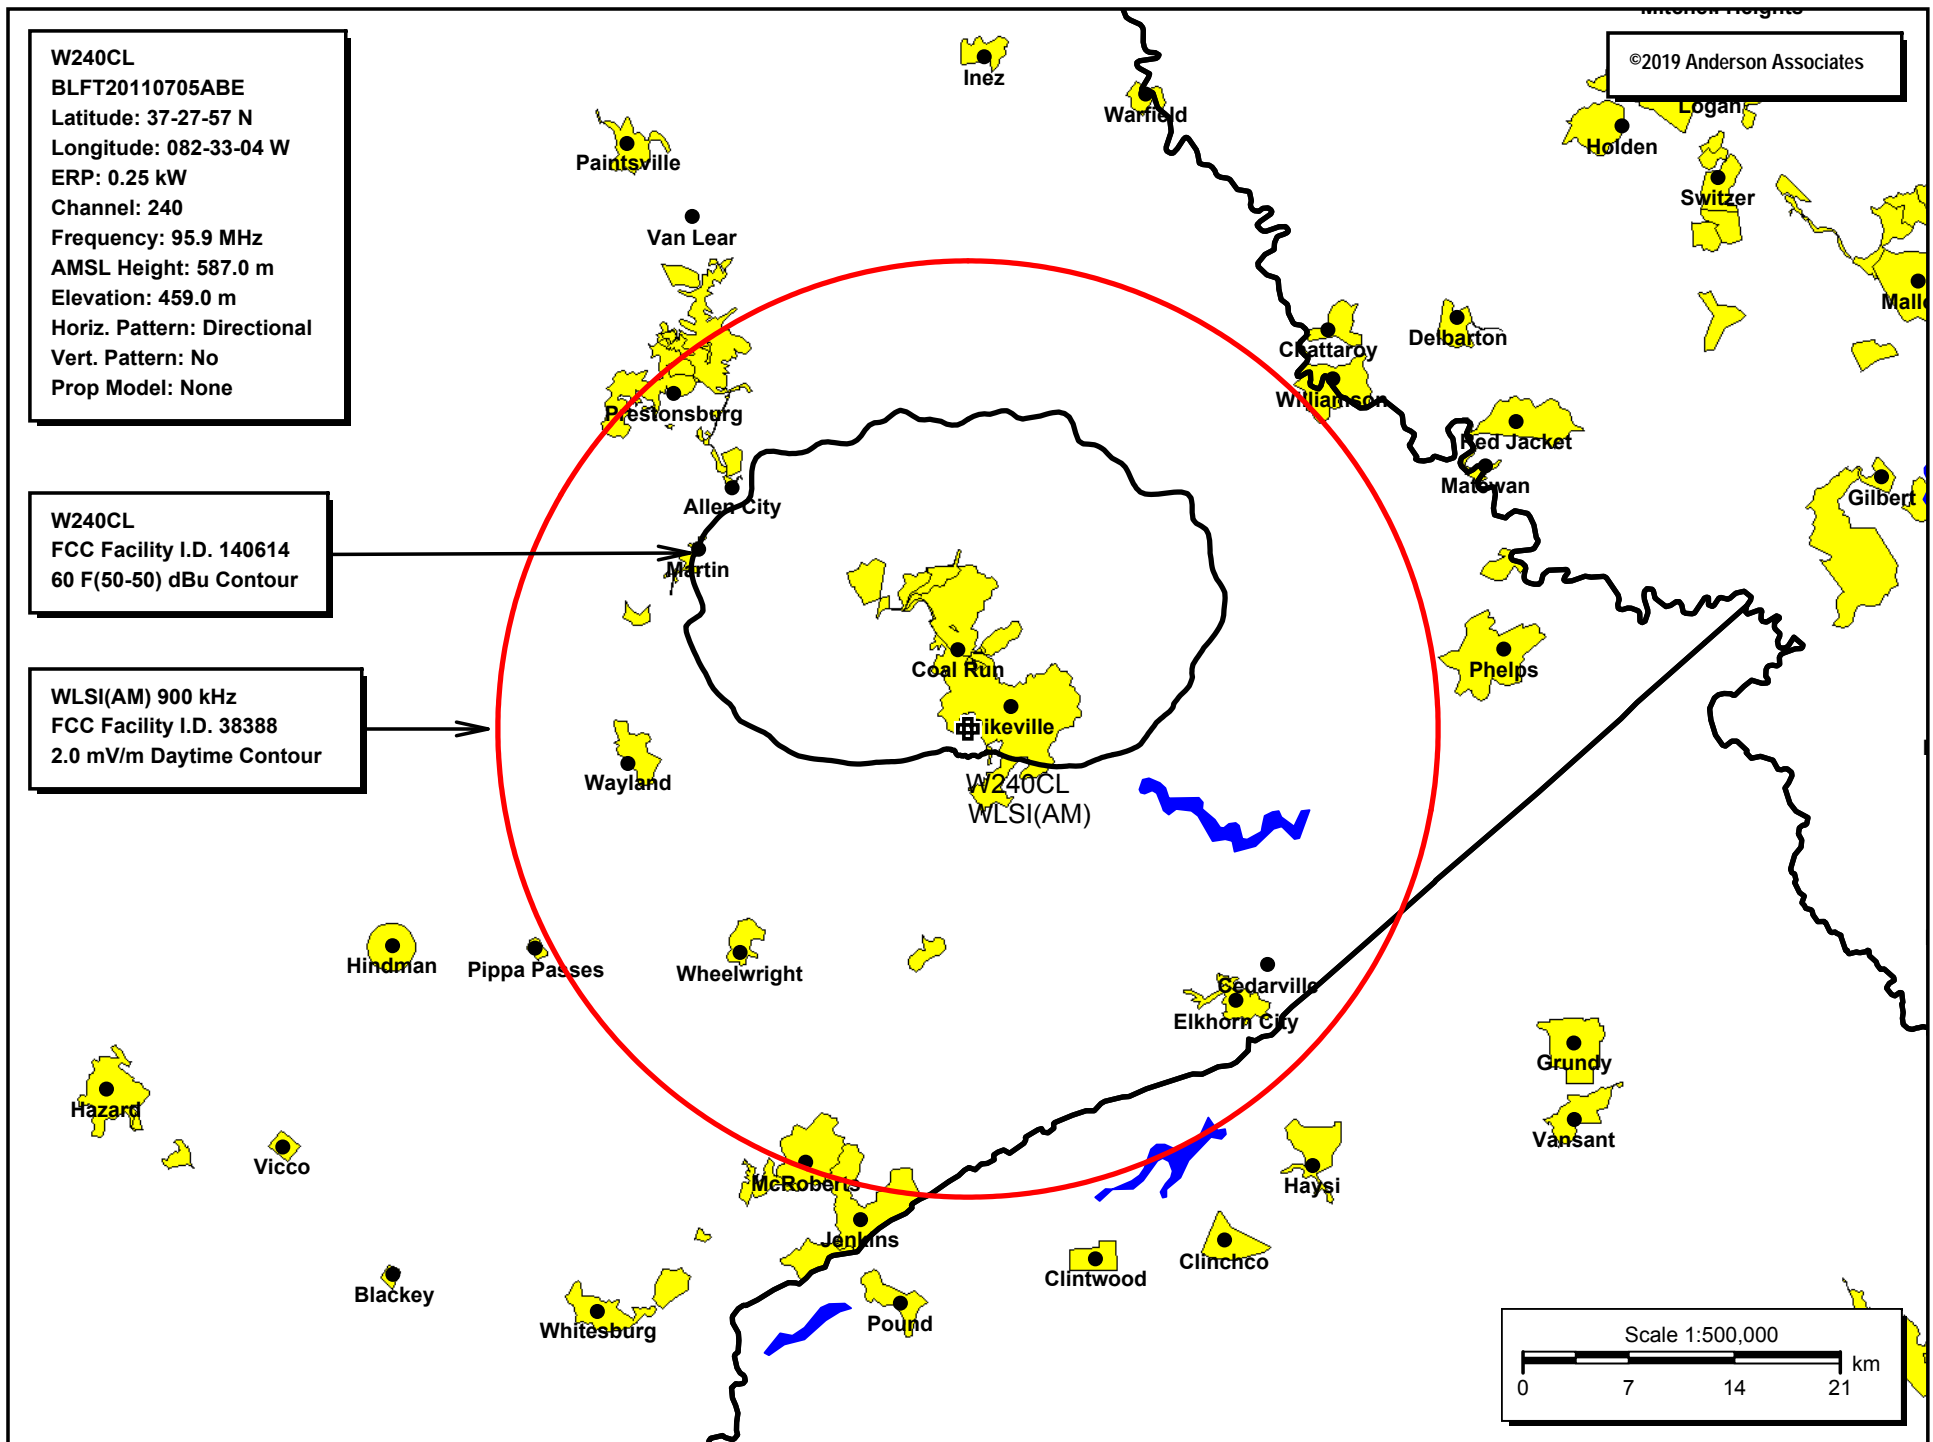 Mitchell Heights
W240CL
BLFT20110705ABE
Latitude: 37-27-57 N
Longitude: 082-33-04 W
ERP: 0.25 kW
Channel: 240
Frequency: 95.9 MHz
AMSL Height: 587.0 m
Elevation: 459.0 m
Horiz. Pattern: Directional
Vert. Pattern: No
Prop Model: None
©2019 Anderson Associates
Inez
Warfield
Logan
Holden
Paintsville
Switzer
Van Lear
Chattaroy
Delbarton
Williamson
Prestonsburg
Red Jacket
Matewan
Gilbert
Allen City
W240CL
FCC Facility I.D. 140614
60 F(50-50) dBu Contour
Martin
Coal Run
Phelps
WLSI(AM) 900 kHz
FCC Facility I.D. 38388
2.0 mV/m Daytime Contour
ikeville
Wayland
W240CL
WLSI(AM)
Hindman
Pippa Passes
Wheelwright
Cedarville
Elkhorn City
Grundy
Hazard
Vansant
Vicco
McRoberts
Haysi
Jenkins
Clintwood
Clinchco
Blackey
Whitesburg
Pound
Scale 1:500,000
km
0 7 14 21